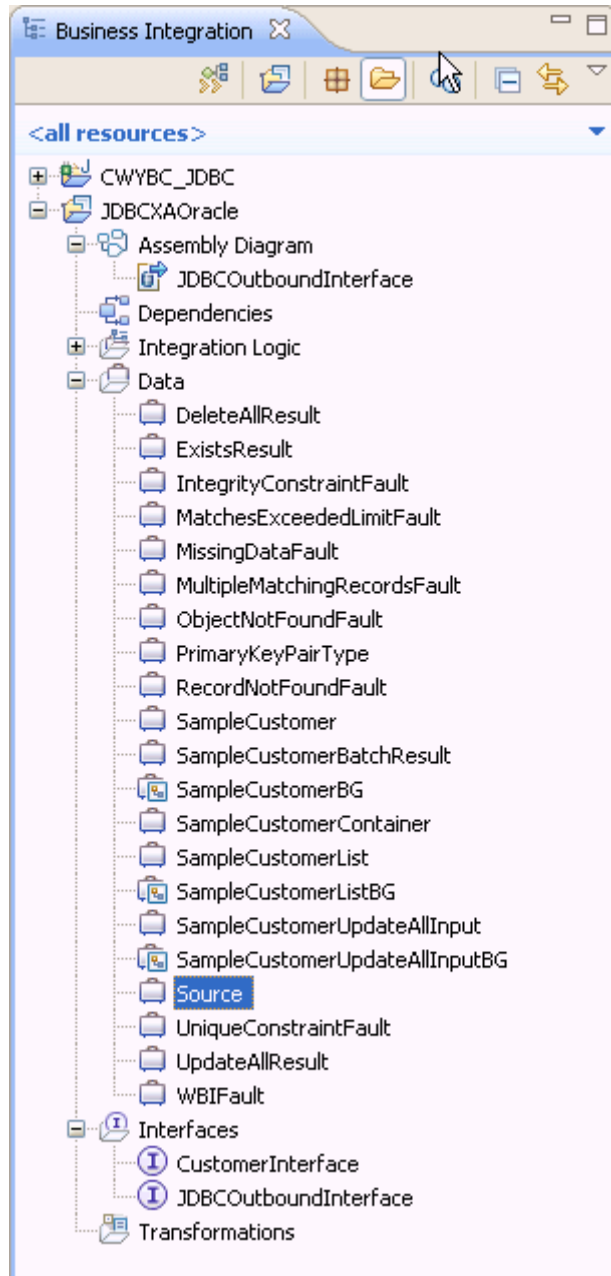 Business Integration
<all resources>
CWYBC_JDBC
JDBCXAOracle
Assembly Diagram
JDBCOutboundInterface
Dependencies
Integration Logic
Data
DeleteAllResult
ExistsResult
IntegrityConstraintFault
MatchesExceededLimitFault
MissingDataFault
MultipleMatchingRecordsFault
ObjectNotFoundFault
PrimaryKeyPairType
RecordNotFoundFault
SampleCustomer
SampleCustomerBatchResult
SampleCustomerBG
SampleCustomerContainer
SampleCustomerList
SampleCustomerListBG
SampleCustomerUpdateAllInput
SampleCustomerUpdateAllInputBG
Source
UniqueConstraintFault
UpdateAllResult
WBIFault
Interfaces
CustomerInterface
JDBCOutboundInterface
Transformations